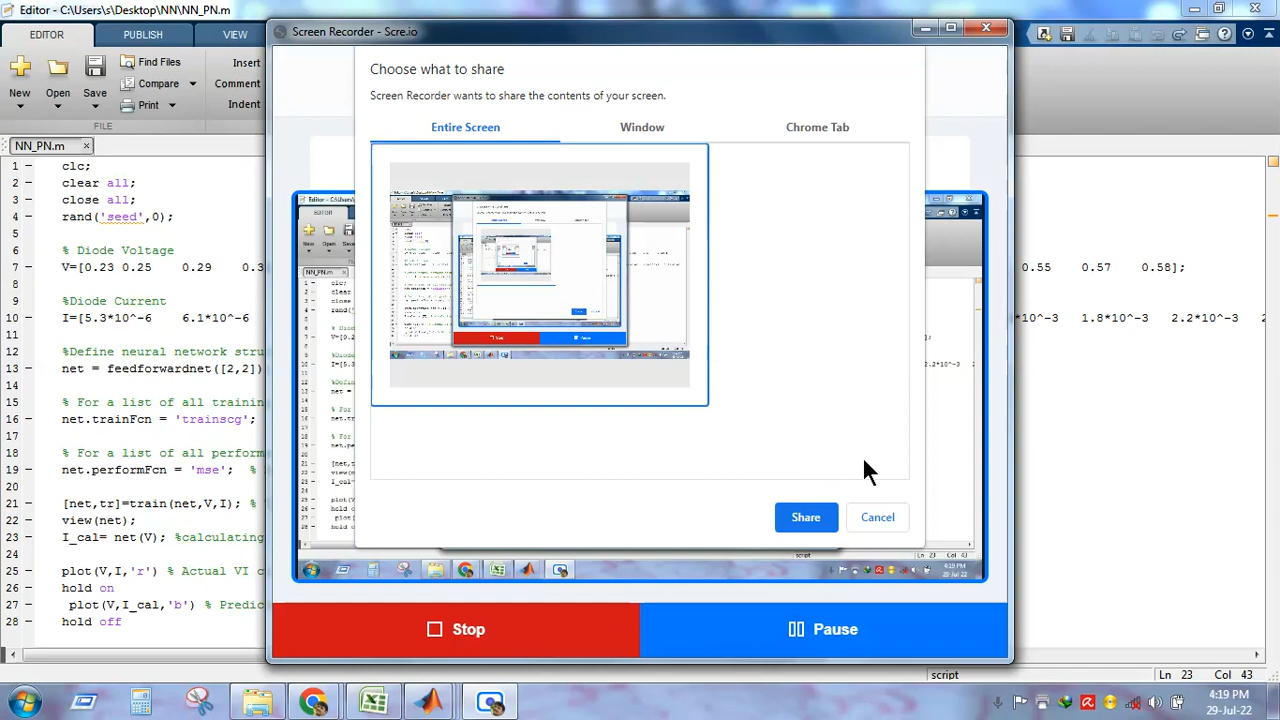 Editor - C:\Users\s\Desktop\NN\NN_PN.m
Screen Recorder - Scre.io
EDITOR PUBLISH VIEW
Choose what to share
Screen Recorder wants to share the contents of your screen.
Entire Screen Window Chrome Tab
New Open Save
Find Files
Compare
Print
Insert
Comment
Indent
FILE
NN_PN.m
1 clc;
2 clear all;
3 close all;
4 rand('seed',0);
5
6 % Diode Voltage
7 V=[0.23 0.25 0.29 0.3 0.55 0.57 0.58];
8
9 %Diode Current
10 I=[5.3*10^-6 6.1*10^-6 *10^-3 1.8*10^-3 2.2*10^-3
11
12 %Define neural network stru
13 net = feedforwardnet([2,2])
14
15 % For a list of all trainin
16 net.trainFcn = 'trainscg';
17
18 % For a list of all perform
19 net.performFcn = 'mse'; %
20
21 [net,tr]=train(net,V,I); %
22 view(net);
23 I_cal= net(V); %calculating
24
25 plot(V,I,'r') % Actual VI c
26 hold on
27 plot(V,I_cal,'b') % Predic
28 hold off
Share Cancel
Stop Pause
script Ln 23 Col 43
4:19 PM
29-Jul-22